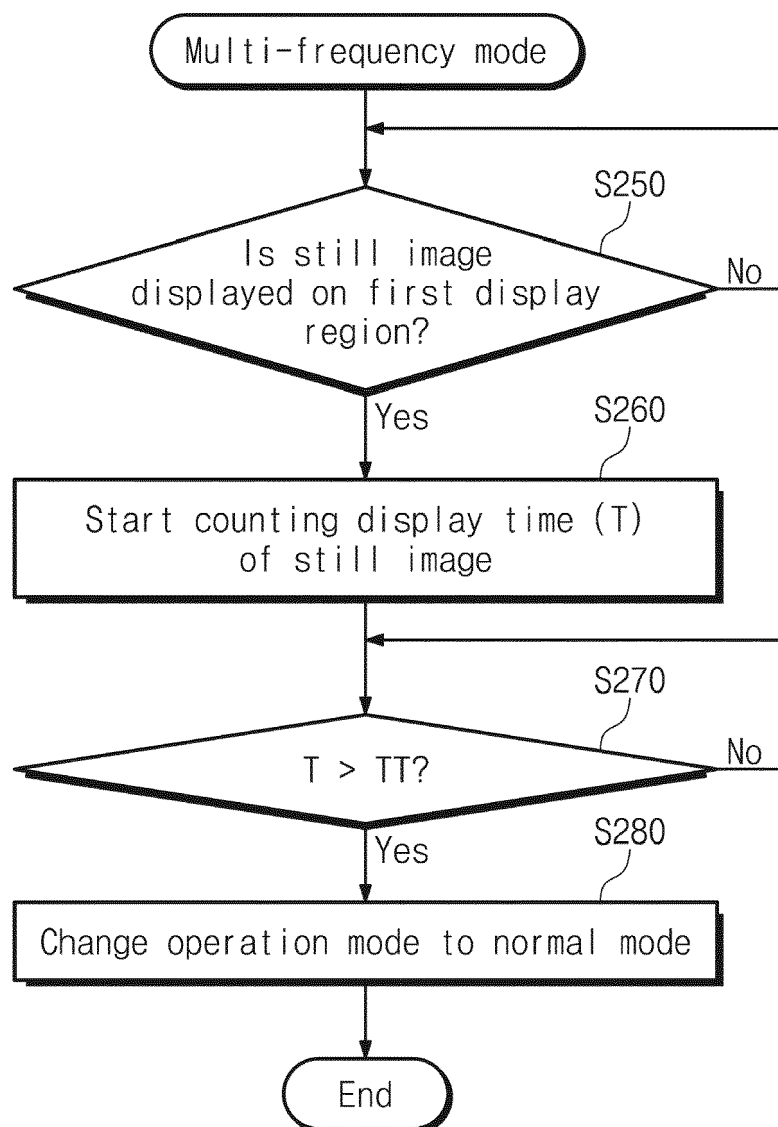 Multi-frequency mode
S250
Is still image
displayed on first display
region?
No
Yes
S260
Start counting display time (T)
of still image
S270
T > TT?
No
Yes
S280
Change operation mode to normal mode
End